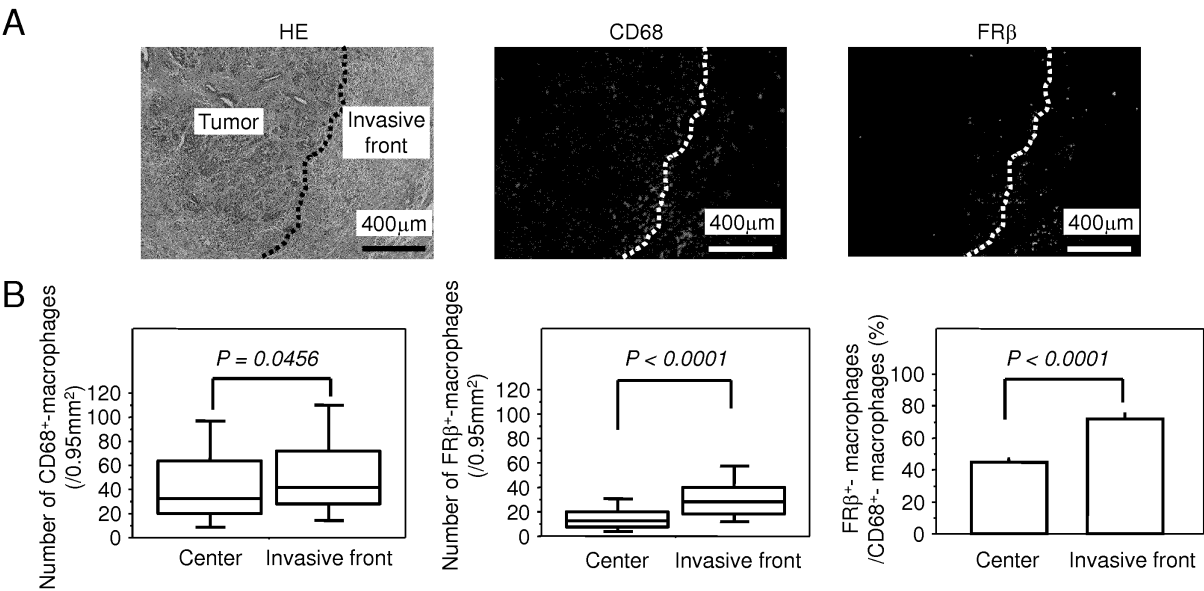 A
HE
CD68
FRβ
Tumor
Invasive
front
400μm
400μm
400μm
B
Number of CD68⁺-macrophages
(/0.95mm²)
P = 0.0456
120
100
80
60
40
20
0
Center
Invasive front
Number of FRβ⁺-macrophages
(/0.95mm²)
P < 0.0001
120
100
80
60
40
20
0
Center
Invasive front
FRβ⁺- macrophages
/CD68⁺- macrophages (%)
P < 0.0001
100
80
60
40
20
0
Center
Invasive front